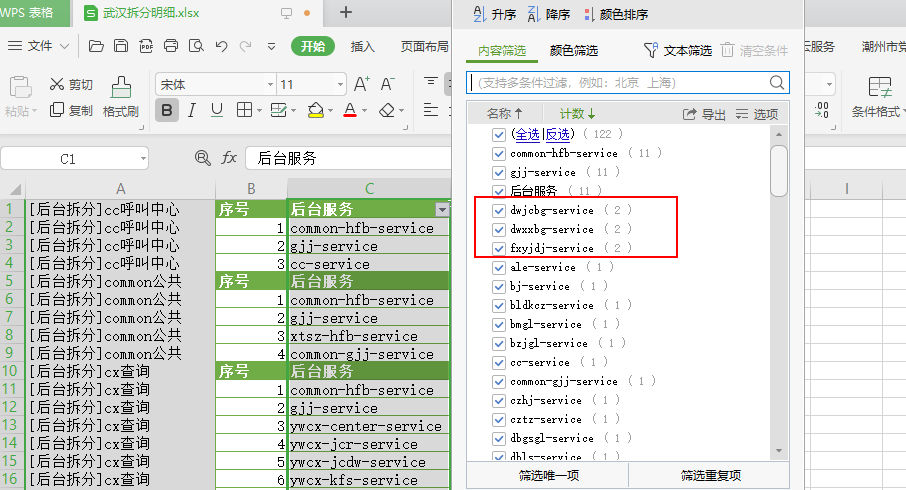 WPS 表格
武汉拆分明细.xlsx
文件
开始
插入
页面布局
云服务
潮州市党
粘贴
剪切
复制
格式刷
宋体
11
A+
A-
B
I
U
A
.00
条件格式
C1
fx
后台服务
A
B
C
I
1
[后台拆分]cc呼叫中心
序号
后台服务
2
[后台拆分]cc呼叫中心
1
common-hfb-service
3
[后台拆分]cc呼叫中心
2
gjj-service
4
[后台拆分]cc呼叫中心
3
cc-service
5
[后台拆分]common公共
序号
后台服务
6
[后台拆分]common公共
1
common-hfb-service
7
[后台拆分]common公共
2
gjj-service
8
[后台拆分]common公共
3
xtsz-hfb-service
9
[后台拆分]common公共
4
common-gjj-service
10
[后台拆分]cx查询
序号
后台服务
11
[后台拆分]cx查询
1
common-hfb-service
12
[后台拆分]cx查询
2
gjj-service
13
[后台拆分]cx查询
3
ywcx-center-service
14
[后台拆分]cx查询
4
ywcx-jcr-service
15
[后台拆分]cx查询
5
ywcx-jcdw-service
16
[后台拆分]cx查询
6
ywcx-kfs-service
升序
降序
颜色排序
内容筛选
颜色筛选
文本筛选
清空条件
(支持多条件过滤，例如：北京 上海)
名称
计数
导出
选项
(全选|反选) ( 122 )
common-hfb-service ( 11 )
gjj-service ( 11 )
后台服务 ( 11 )
dwjcbg-service ( 2 )
dwxxbg-service ( 2 )
fxyjdj-service ( 2 )
ale-service ( 1 )
bj-service ( 1 )
bldkcz-service ( 1 )
bmgl-service ( 1 )
bzjgl-service ( 1 )
cc-service ( 1 )
common-gjj-service ( 1 )
czhj-service ( 1 )
cztz-service ( 1 )
dbgsgl-service ( 1 )
dbls-service ( 1 )
筛选唯一项
筛选重复项